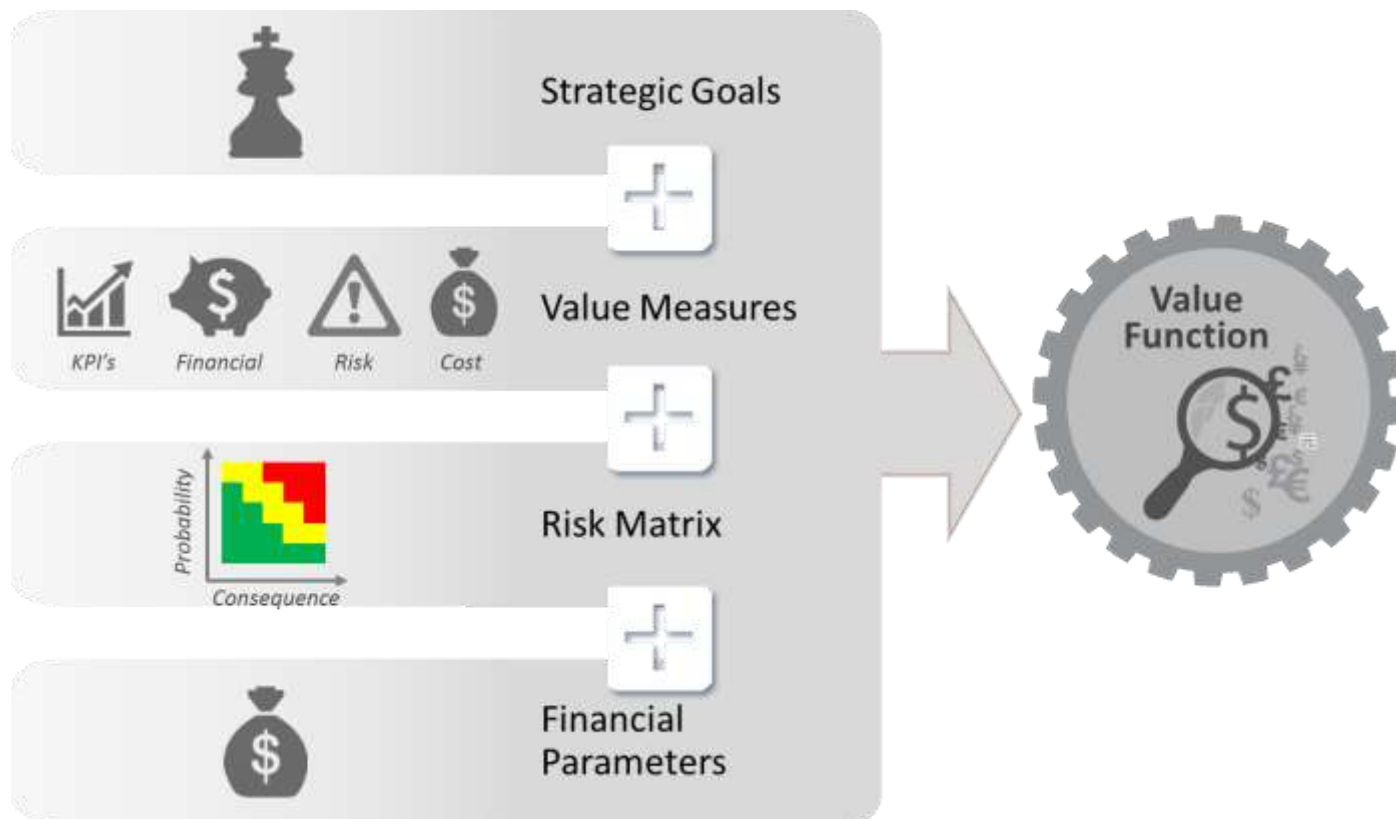 Strategic Goals
$
$
KPI's
Financial
Risk
Cost
Value Measures
Probability
Consequence
Risk Matrix
$
Financial
Parameters
Value
Function
$
£